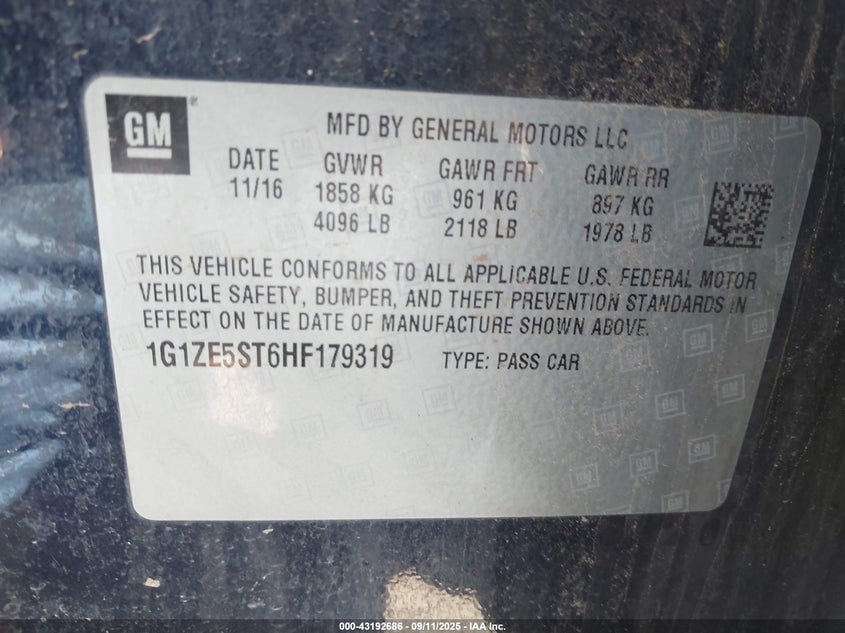 GM
MFD BY GENERAL MOTORS LLC
DATE GVWR GAWR FRT GAWR RR
11/16 1858 KG 961 KG 897 KG
4096 LB 2118 LB 1978 LB
THIS VEHICLE CONFORMS TO ALL APPLICABLE U.S. FEDERAL MOTOR
VEHICLE SAFETY, BUMPER, AND THEFT PREVENTION STANDARDS IN
EFFECT ON THE DATE OF MANUFACTURE SHOWN ABOVE.
1G1ZE5ST6HF179319 TYPE: PASS CAR
000-43192686 - 09/11/2025 - IAAI.com